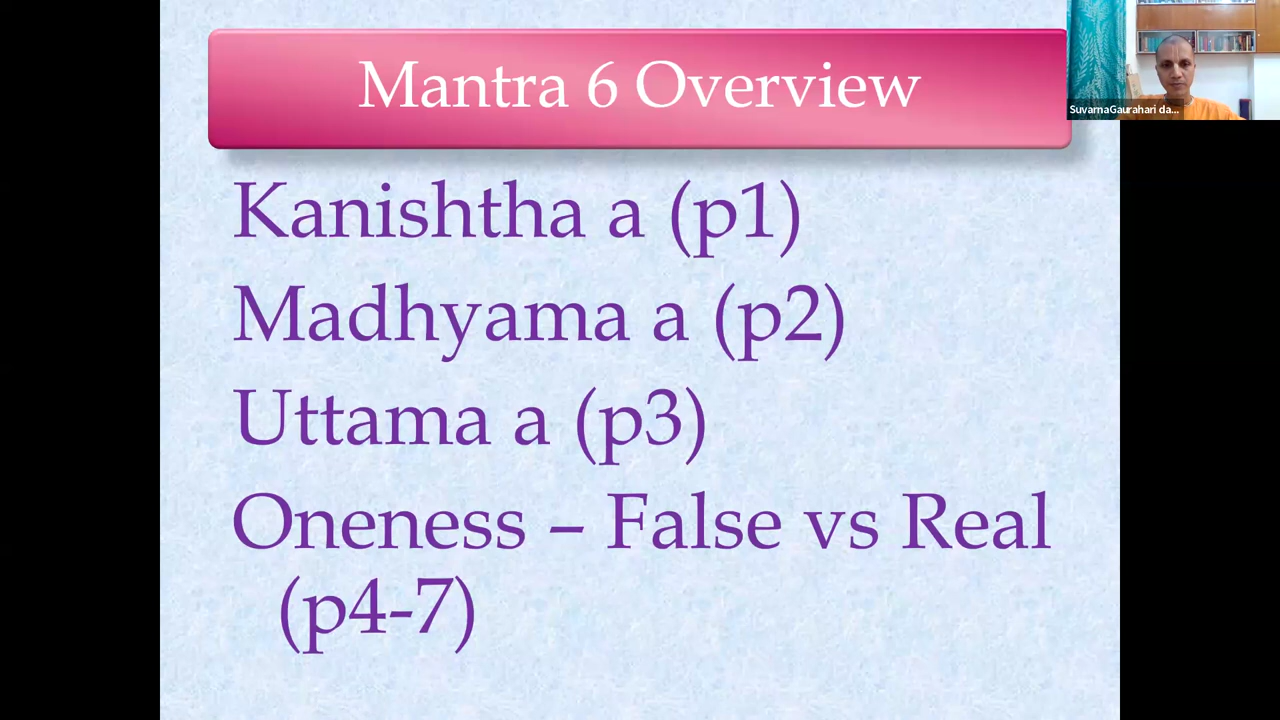 Mantra 6 Overview
SuvarnaGaurahari da...
Kanishtha a (p1)
Madhyama a (p2)
Uttama a (p3)
Oneness – False vs Real
(p4-7)